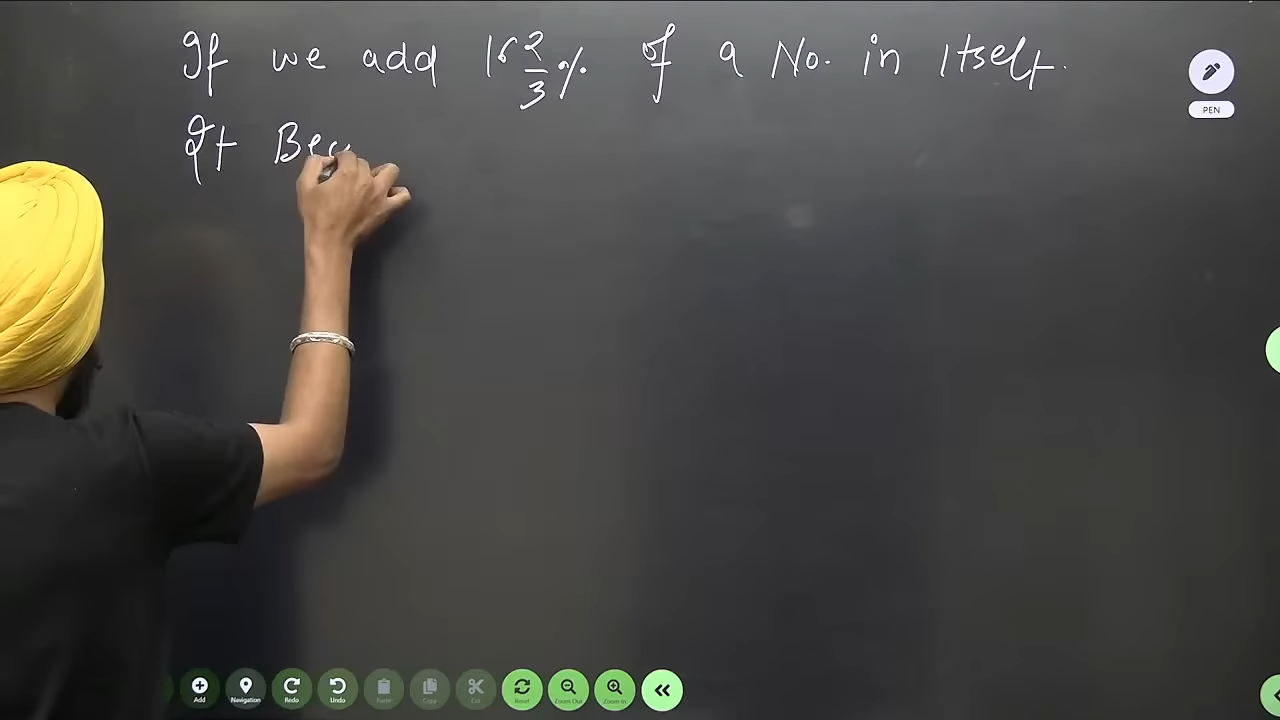 If we add 16 2/3 % of a No. in itself.
It Bec
PEN
Add Navigation Redo Undo Paste Copy Cut Reset Zoom Out Zoom In